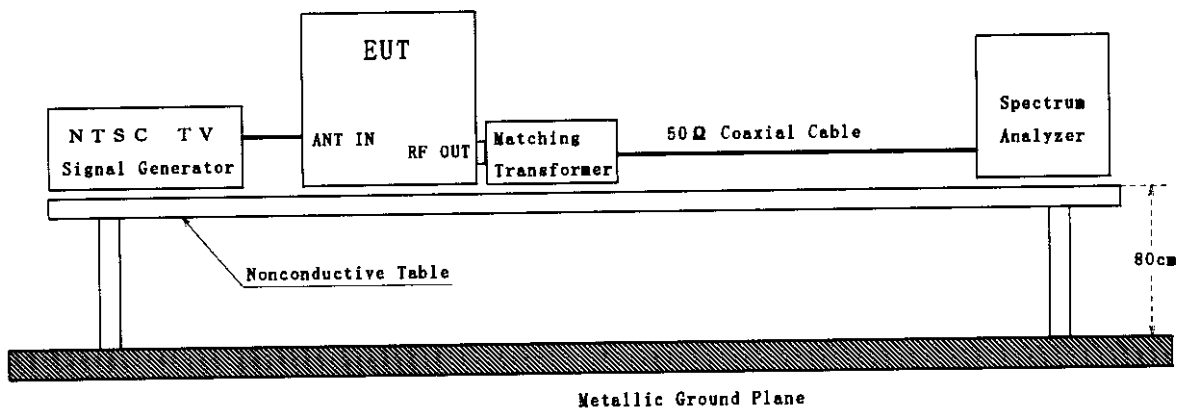 EUT
NTSC TV
Signal Generator
ANT IN
RF OUT
Matching
Transformer
50Ω Coaxial Cable
Spectrum
Analyzer
Nonconductive Table
80cm
Metallic Ground Plane